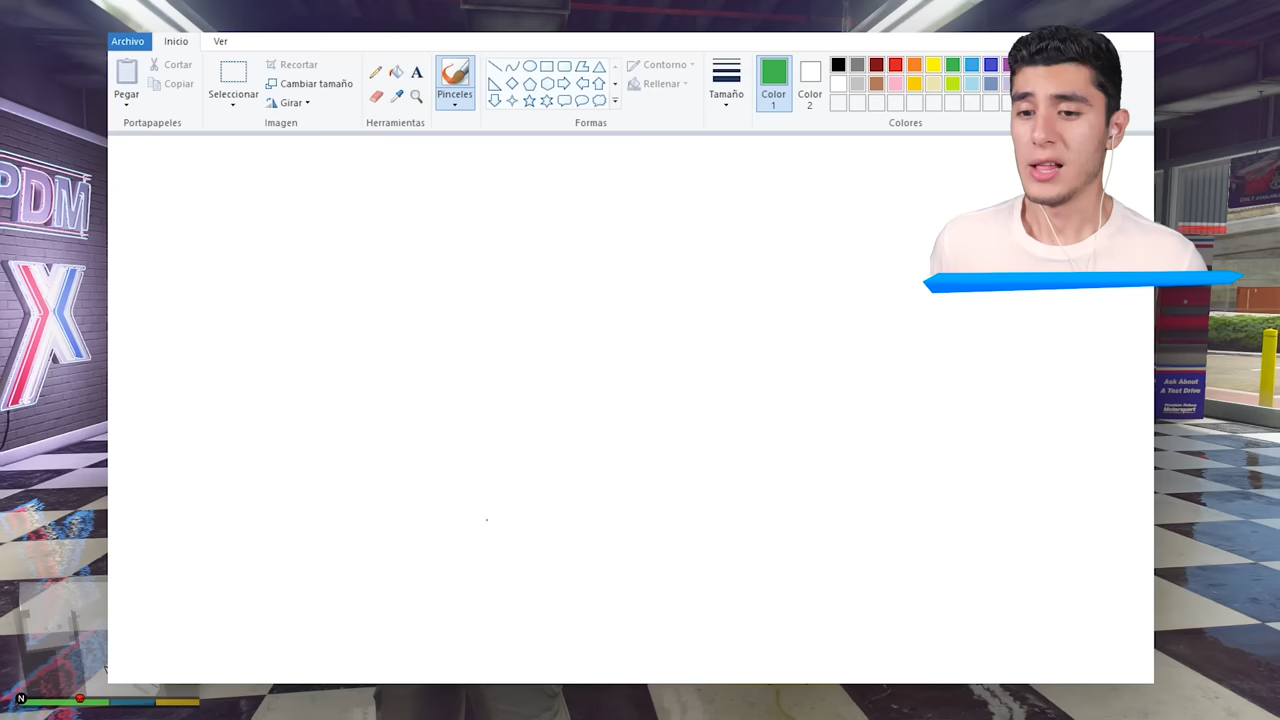 Archivo Inicio Ver
Pegar
Cortar
Copiar
Portapapeles
Seleccionar
Recortar
Cambiar tamaño
Girar
Imagen
A
Herramientas
Pinceles
Contorno
Rellenar
Formas
Tamaño
Color
1
Color
2
Colores
PDM
X
Ask About
A Test Drive
Motorsport
N